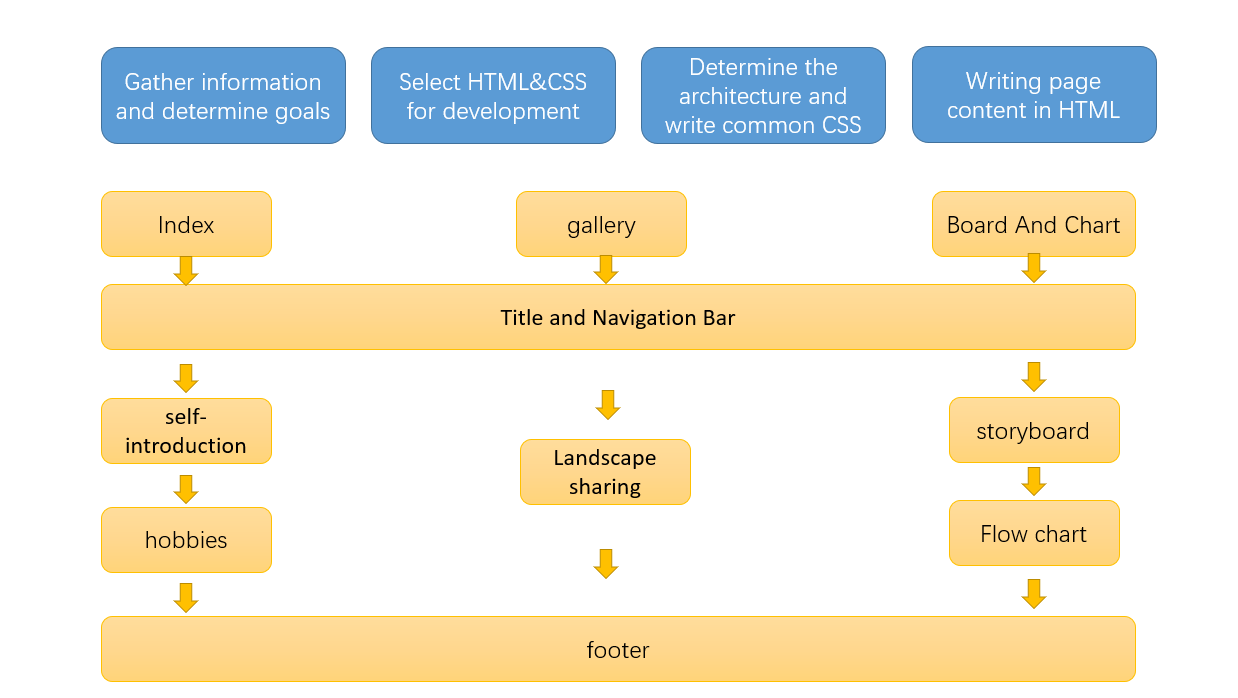 Gather information
and determine goals
Select HTML&CSS
for development
Determine the
architecture and
write common CSS
Writing page
content in HTML
Index
gallery
Board And Chart
Title and Navigation Bar
self-
introduction
hobbies
Landscape
sharing
storyboard
Flow chart
footer